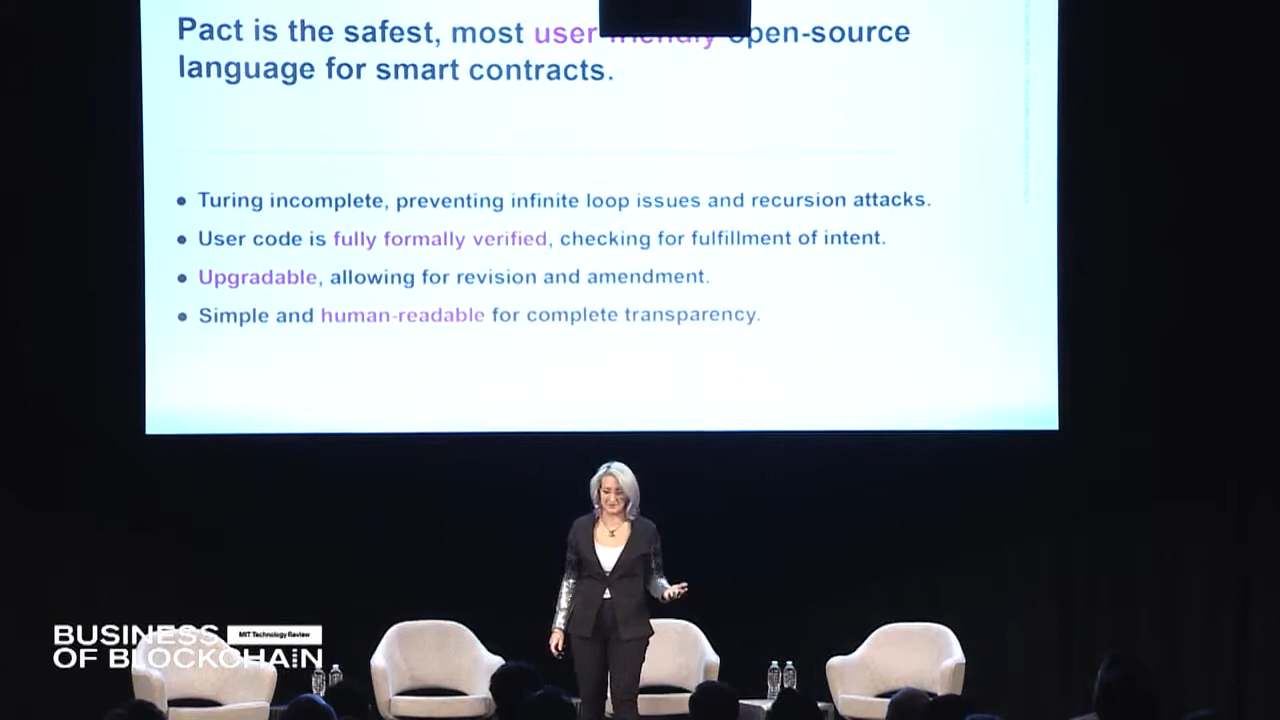 Pact is the safest, most user-friendly open-source
language for smart contracts.
• Turing incomplete, preventing infinite loop issues and recursion attacks.
• User code is fully formally verified, checking for fulfillment of intent.
• Upgradable, allowing for revision and amendment.
• Simple and human-readable for complete transparency.
BUSINESS MIT Technology Review
OF BLOCKCHAIN